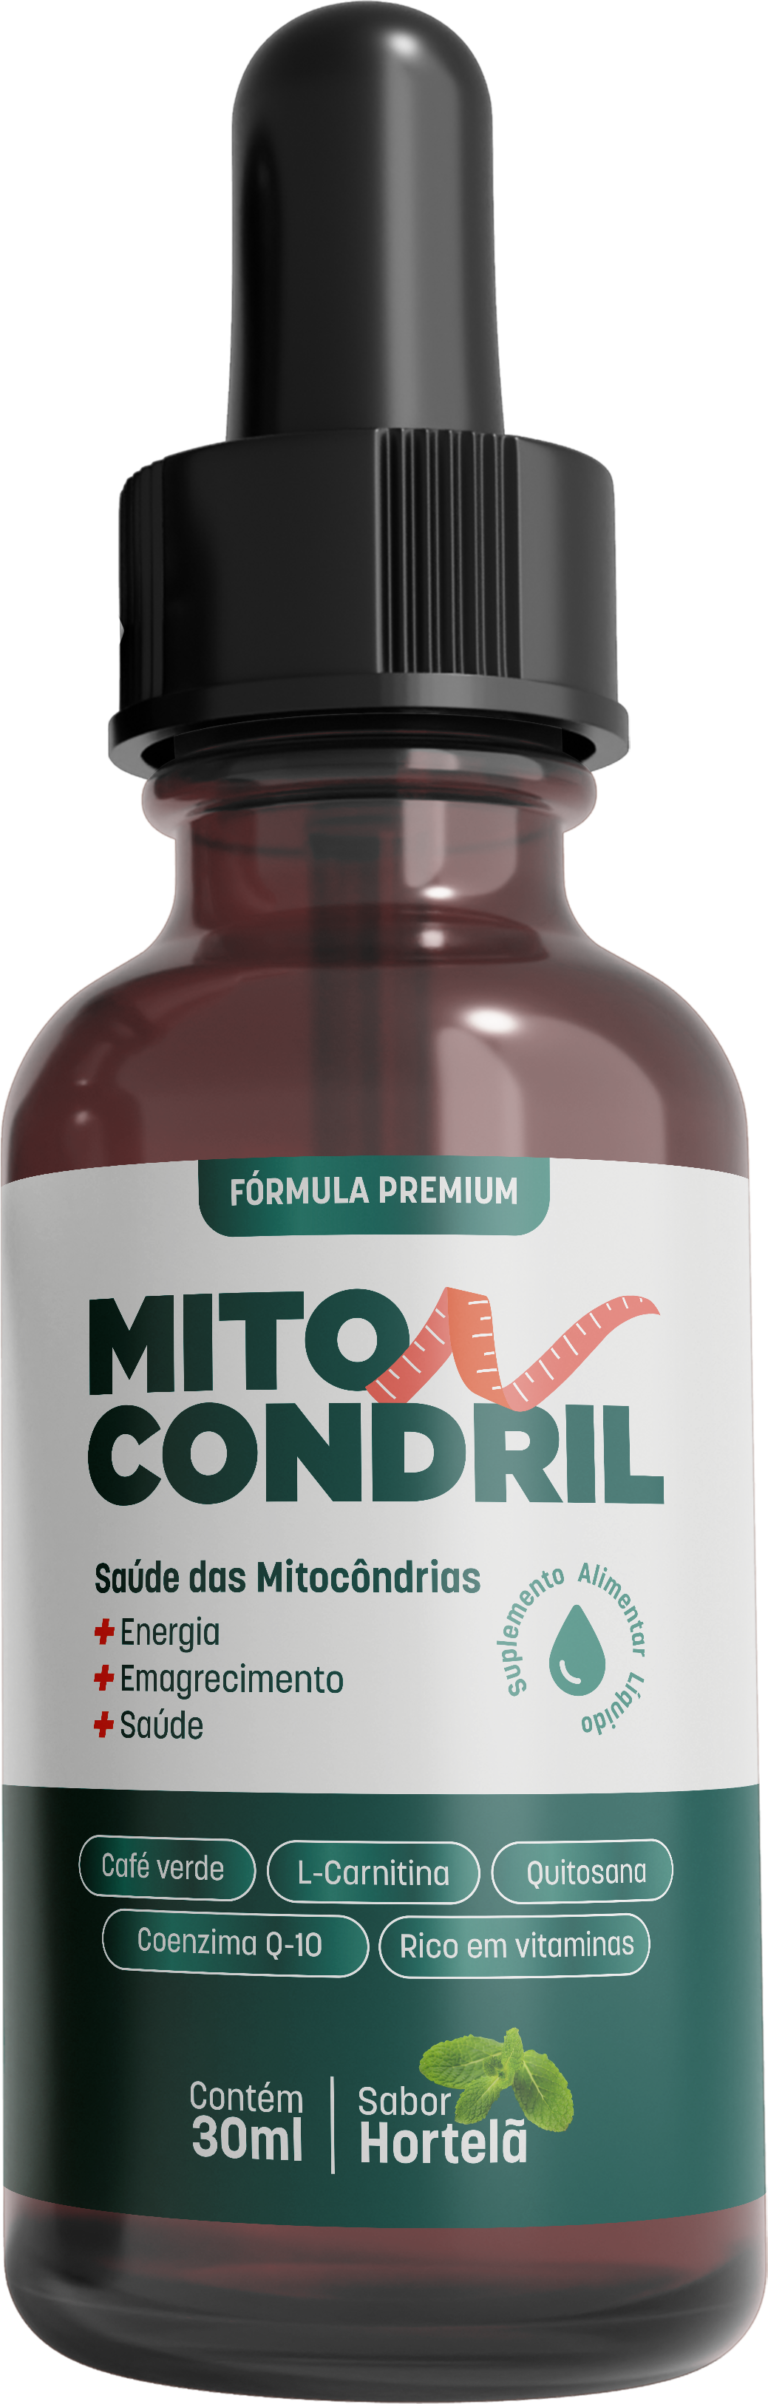 FÓRMULA PREMIUM
MITO
CONDRIL
Saúde das Mitocôndrias
+ Energia
+ Emagrecimento
+ Saúde
Suplemento Alimentar Líquido
Café verde
L-Carnitina
Quitosana
Coenzima Q-10
Rico em vitaminas
Contém
30ml
Sabor
Hortelã